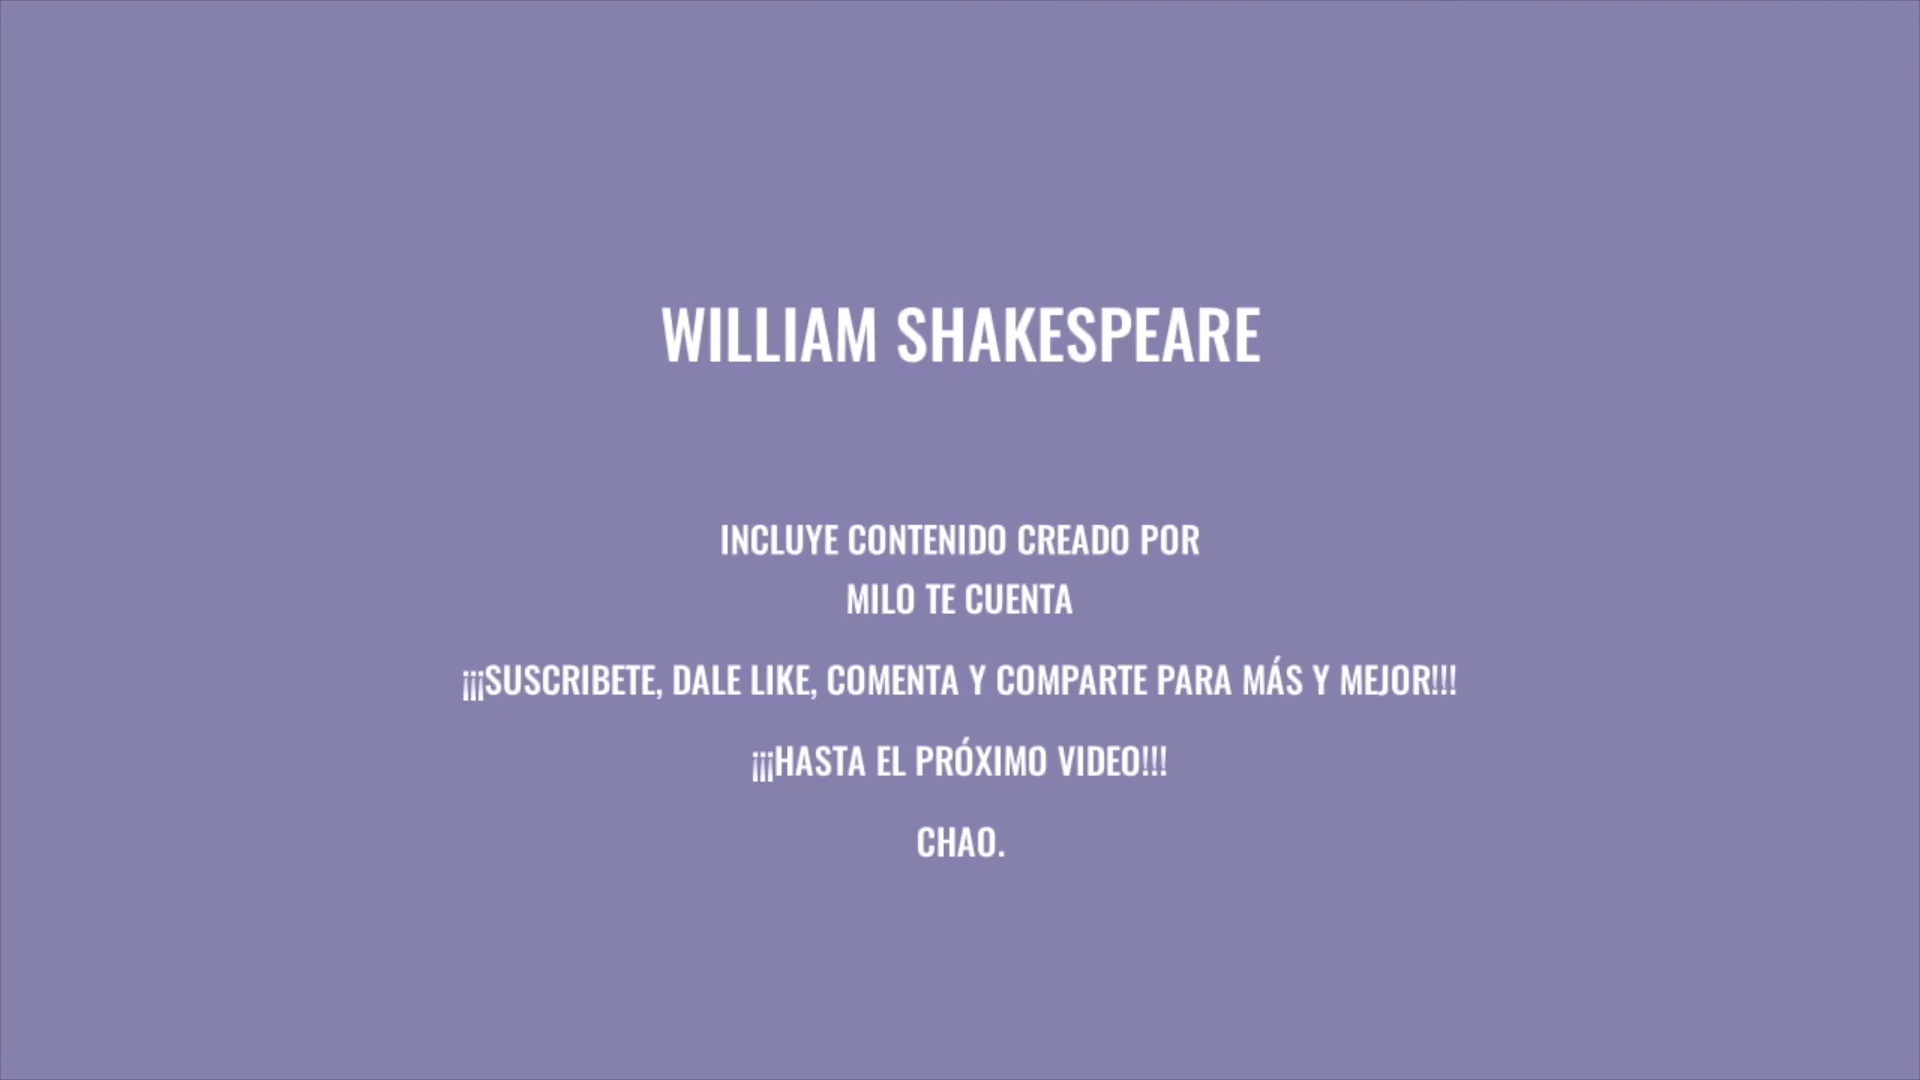 WILLIAM SHAKESPEARE
INCLUYE CONTENIDO CREADO POR
MILO TE CUENTA
¡¡¡SUSCRIBETE, DALE LIKE, COMENTA Y COMPARTE PARA MÁS Y MEJOR!!!
¡¡¡HASTA EL PRÓXIMO VIDEO!!!
CHAO.